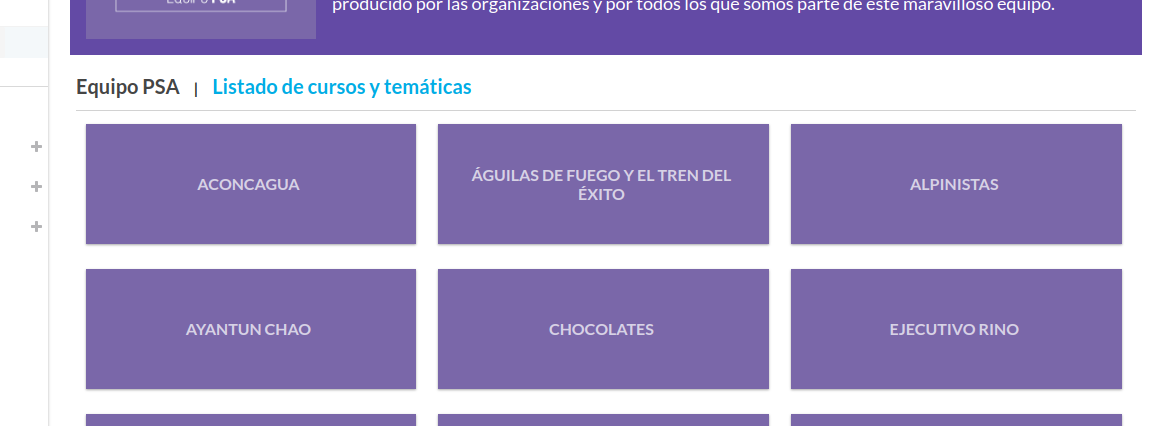 Equipo PSA
producido por las organizaciones y por todos los que somos parte de este maravilloso equipo.
Equipo PSA | Listado de cursos y temáticas
ACONCAGUA
ÁGUILAS DE FUEGO Y EL TREN DEL
ÉXITO
ALPINISTAS
AYANTUN CHAO
CHOCOLATES
EJECUTIVO RINO